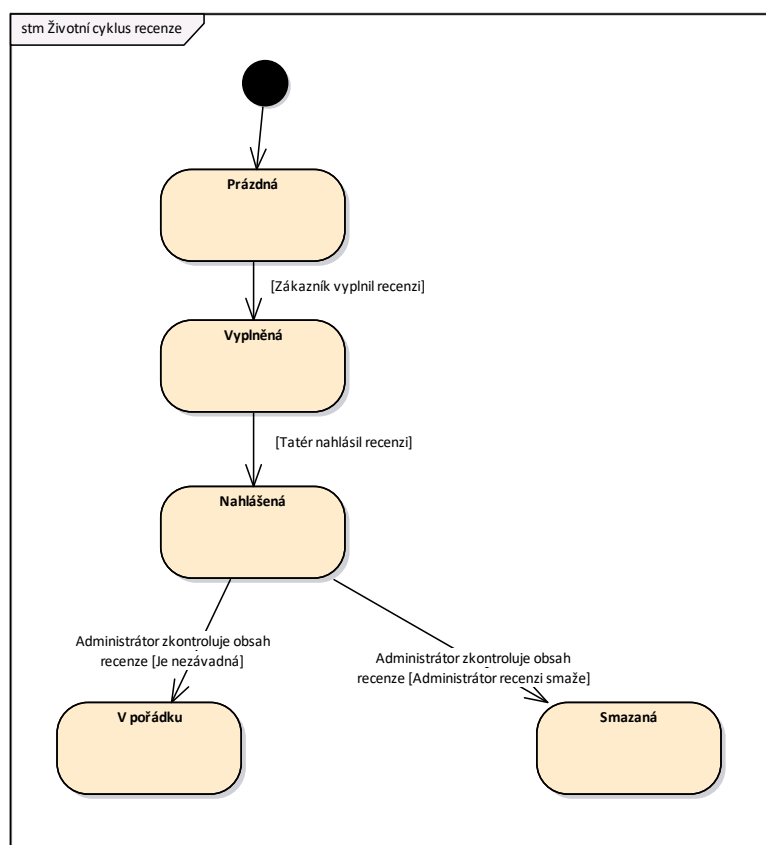 stm Životní cyklus recenze
Prázdná
[Zákazník vyplnil recenzi]
Vyplněná
[Tatér nahlásil recenzi]
Nahlášená
Administrátor zkontroluje obsah
recenze [Je nezávadná]
Administrátor zkontroluje obsah
recenze [Administrátor recenzi smaže]
V pořádku
Smazaná